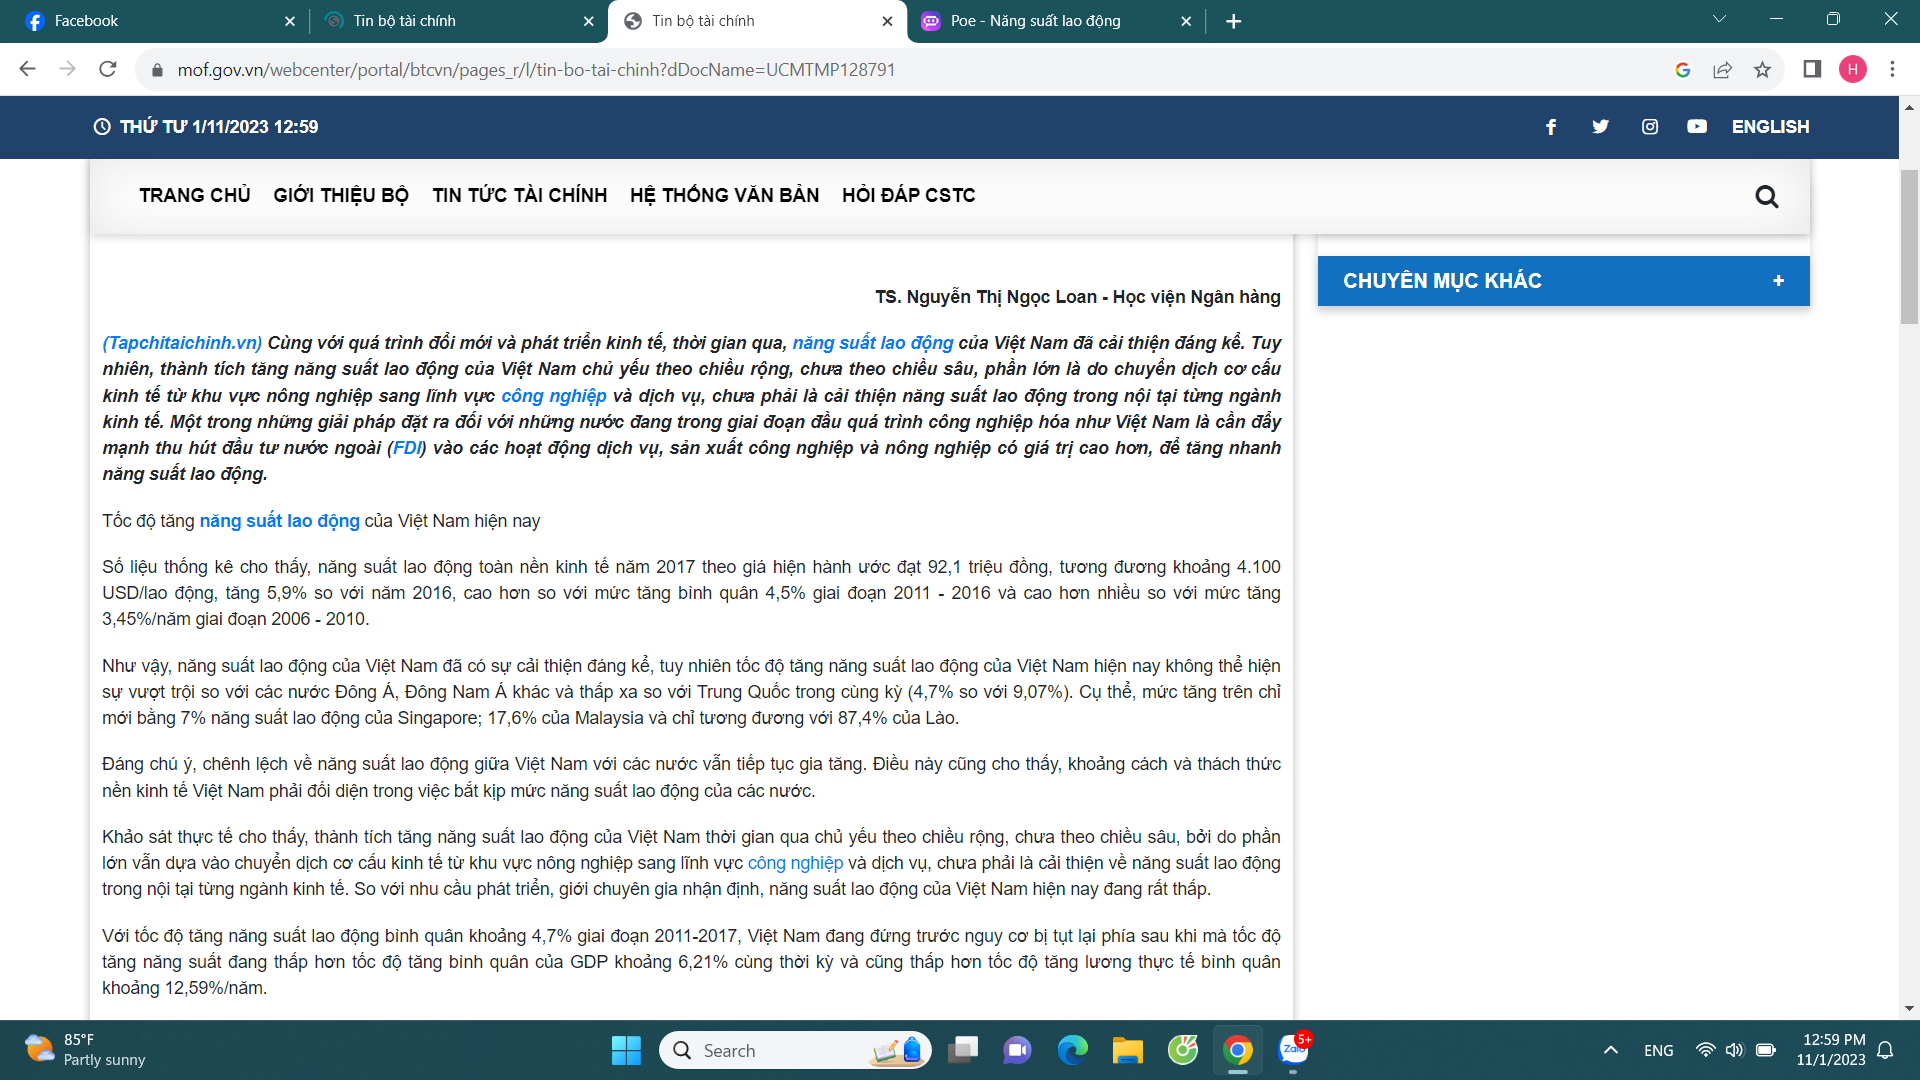 Facebook
Tin bộ tài chính
Tin bộ tài chính
Poe - Năng suất lao động
mof.gov.vn/webcenter/portal/btcvn/pages_r/l/tin-bo-tai-chinh?dDocName=UCMTMP128791
H
THỨ TƯ 1/11/2023 12:59
ENGLISH
TRANG CHỦ GIỚI THIỆU BỘ TIN TỨC TÀI CHÍNH HỆ THỐNG VĂN BẢN HỎI ĐÁP CSTC
CHUYÊN MỤC KHÁC +
TS. Nguyễn Thị Ngọc Loan - Học viện Ngân hàng
(Tapchitaichinh.vn) Cùng với quá trình đổi mới và phát triển kinh tế, thời gian qua, năng suất lao động của Việt Nam đã cải thiện đáng kể. Tuy
nhiên, thành tích tăng năng suất lao động của Việt Nam chủ yếu theo chiều rộng, chưa theo chiều sâu, phần lớn là do chuyển dịch cơ cấu
kinh tế từ khu vực nông nghiệp sang lĩnh vực công nghiệp và dịch vụ, chưa phải là cải thiện năng suất lao động trong nội tại từng ngành
kinh tế. Một trong những giải pháp đặt ra đối với những nước đang trong giai đoạn đầu quá trình công nghiệp hóa như Việt Nam là cần đẩy
mạnh thu hút đầu tư nước ngoài (FDI) vào các hoạt động dịch vụ, sản xuất công nghiệp và nông nghiệp có giá trị cao hơn, để tăng nhanh
năng suất lao động.
Tốc độ tăng năng suất lao động của Việt Nam hiện nay
Số liệu thống kê cho thấy, năng suất lao động toàn nền kinh tế năm 2017 theo giá hiện hành ước đạt 92,1 triệu đồng, tương đương khoảng 4.100
USD/lao động, tăng 5,9% so với năm 2016, cao hơn so với mức tăng bình quân 4,5% giai đoạn 2011 - 2016 và cao hơn nhiều so với mức tăng
3,45%/năm giai đoạn 2006 - 2010.
Như vậy, năng suất lao động của Việt Nam đã có sự cải thiện đáng kể, tuy nhiên tốc độ tăng năng suất lao động của Việt Nam hiện nay không thể hiện
sự vượt trội so với các nước Đông Á, Đông Nam Á khác và thấp xa so với Trung Quốc trong cùng kỳ (4,7% so với 9,07%). Cụ thể, mức tăng trên chỉ
mới bằng 7% năng suất lao động của Singapore; 17,6% của Malaysia và chỉ tương đương với 87,4% của Lào.
Đáng chú ý, chênh lệch về năng suất lao động giữa Việt Nam với các nước vẫn tiếp tục gia tăng. Điều này cũng cho thấy, khoảng cách và thách thức
nền kinh tế Việt Nam phải đối diện trong việc bắt kịp mức năng suất lao động của các nước.
Khảo sát thực tế cho thấy, thành tích tăng năng suất lao động của Việt Nam thời gian qua chủ yếu theo chiều rộng, chưa theo chiều sâu, bởi do phần
lớn vẫn dựa vào chuyển dịch cơ cấu kinh tế từ khu vực nông nghiệp sang lĩnh vực công nghiệp và dịch vụ, chưa phải là cải thiện về năng suất lao động
trong nội tại từng ngành kinh tế. So với nhu cầu phát triển, giới chuyên gia nhận định, năng suất lao động của Việt Nam hiện nay đang rất thấp.
Với tốc độ tăng năng suất lao động bình quân khoảng 4,7% giai đoạn 2011-2017, Việt Nam đang đứng trước nguy cơ bị tụt lại phía sau khi mà tốc độ
tăng năng suất đang thấp hơn tốc độ tăng bình quân của GDP khoảng 6,21% cùng thời kỳ và cũng thấp hơn tốc độ tăng lương thực tế bình quân
khoảng 12,59%/năm.
85°F
Partly sunny
Search
Zalo
5+
ENG
12:59 PM
11/1/2023